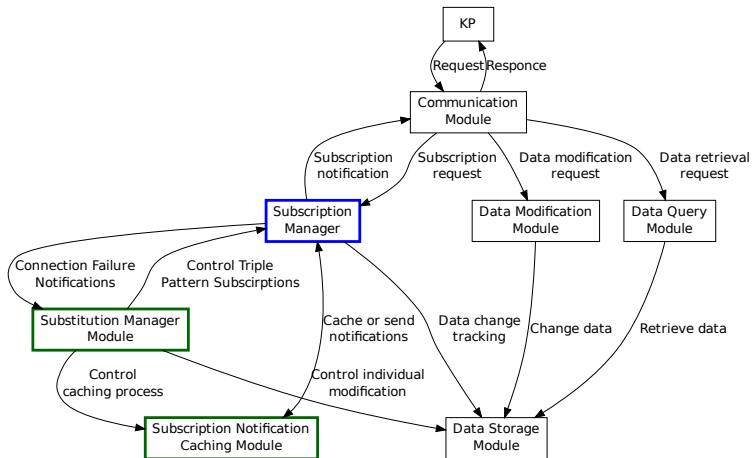 KP
Request
Responce
Communication
Module
Subscription
notification
Subscription
request
Data modification
request
Data retrieval
request
Subscription
Manager
Data Modification
Module
Data Query
Module
Connection Failure
Notifications
Control Triple
Pattern Subscirptions
Substitution Manager
Module
Cache or send
notifications
Data change
tracking
Change data
Retrieve data
Control
caching process
Control individual
modification
Subscription Notification
Caching Module
Data Storage
Module